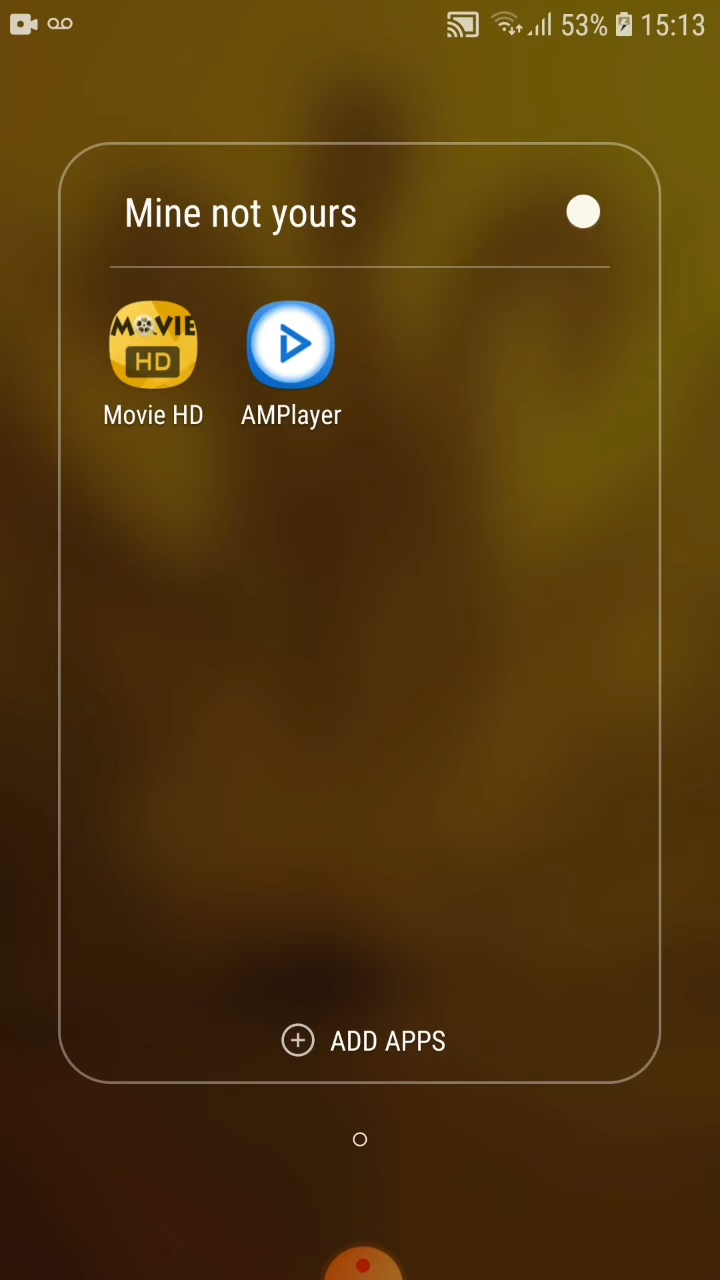 53% 15:13
Mine not yours
MOVIE
HD
Movie HD AMPlayer
ADD APPS